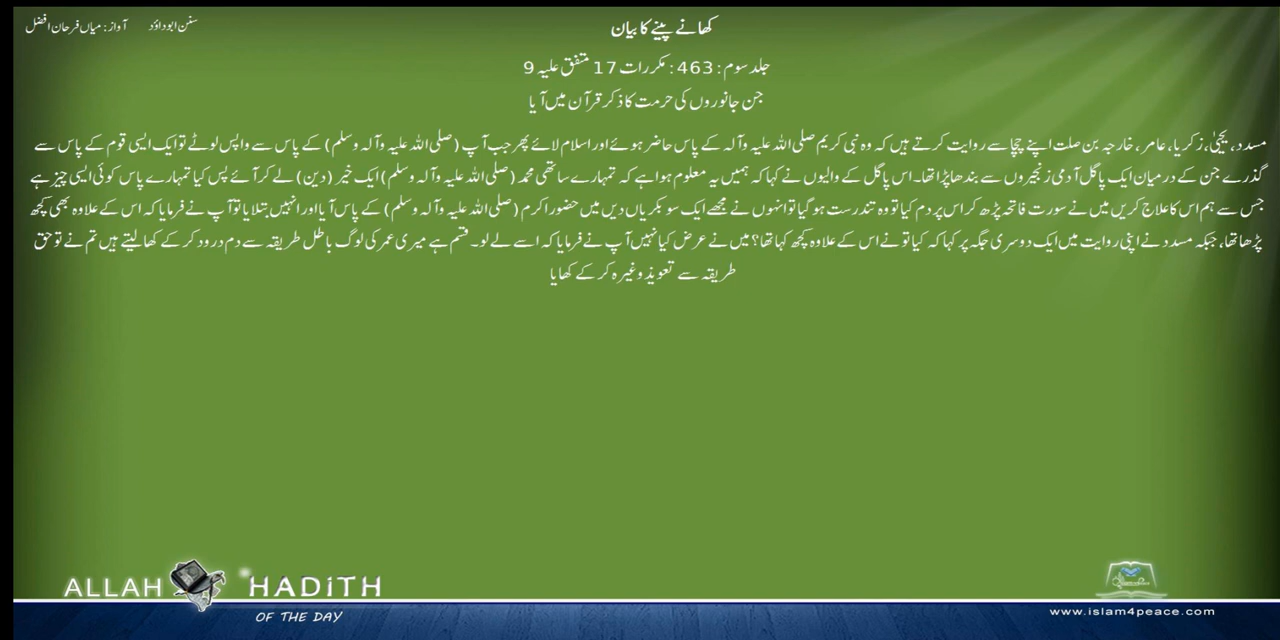 کھانے پینے کا بیان
سنن ابوداؤد آواز: میاں فرحان افضل
جلد سوم : 463 : مکررات 17 متفق علیہ 9
جن جانوروں کی حرمت کا ذکر قرآن میں آیا
مسدد، یحییٰ، زکریا، عامر، خارجہ بن صلت اپنے چچا سے روایت کرتے ہیں کہ وہ نبی کریم صلی اللہ علیہ وآلہ کے پاس حاضر ہوئے اور اسلام لائے پھر جب آپ (صلی اللہ علیہ وآلہ وسلم) کے پاس سے واپس لوٹے تو ایک ایسی قوم کے پاس سے
گذرے جن کے درمیان ایک پاگل آدمی زنجیروں سے بندھا پڑا تھا۔ اس پاگل کے والیوں نے کہا کہ ہمیں یہ معلوم ہوا ہے کہ تمہارے ساتھی محمد (صلی اللہ علیہ وآلہ وسلم) ایک خیر (دین) لے کر آئے پس کیا تمہارے پاس کوئی ایسی چیز ہے
جس سے ہم اس کا علاج کریں میں نے سورت فاتحہ پڑھ کر اس پر دم کیا تو وہ تندرست ہو گیا تو انہوں نے مجھے ایک سو بکریاں دیں میں حضور اکرم (صلی اللہ علیہ وآلہ وسلم) کے پاس آیا اور انہیں بتلایا تو آپ نے فرمایا کہ اس کے علاوہ بھی کچھ
پڑھا تھا، جبکہ مسدد نے اپنی روایت میں ایک دوسری جگہ پر کہا کہ کیا تو نے اس کے علاوہ کچھ کہا تھا؟ میں نے عرض کیا نہیں آپ نے فرمایا کہ اسے لے لو۔ قسم ہے میری عمر کی لوگ باطل طریقہ سے دم درود کر کے کھا لیتے ہیں تم نے تو حق
طریقہ سے تعویذ وغیرہ کر کے کھایا
ALLAH HADITH
OF THE DAY
www.islam4peace.com